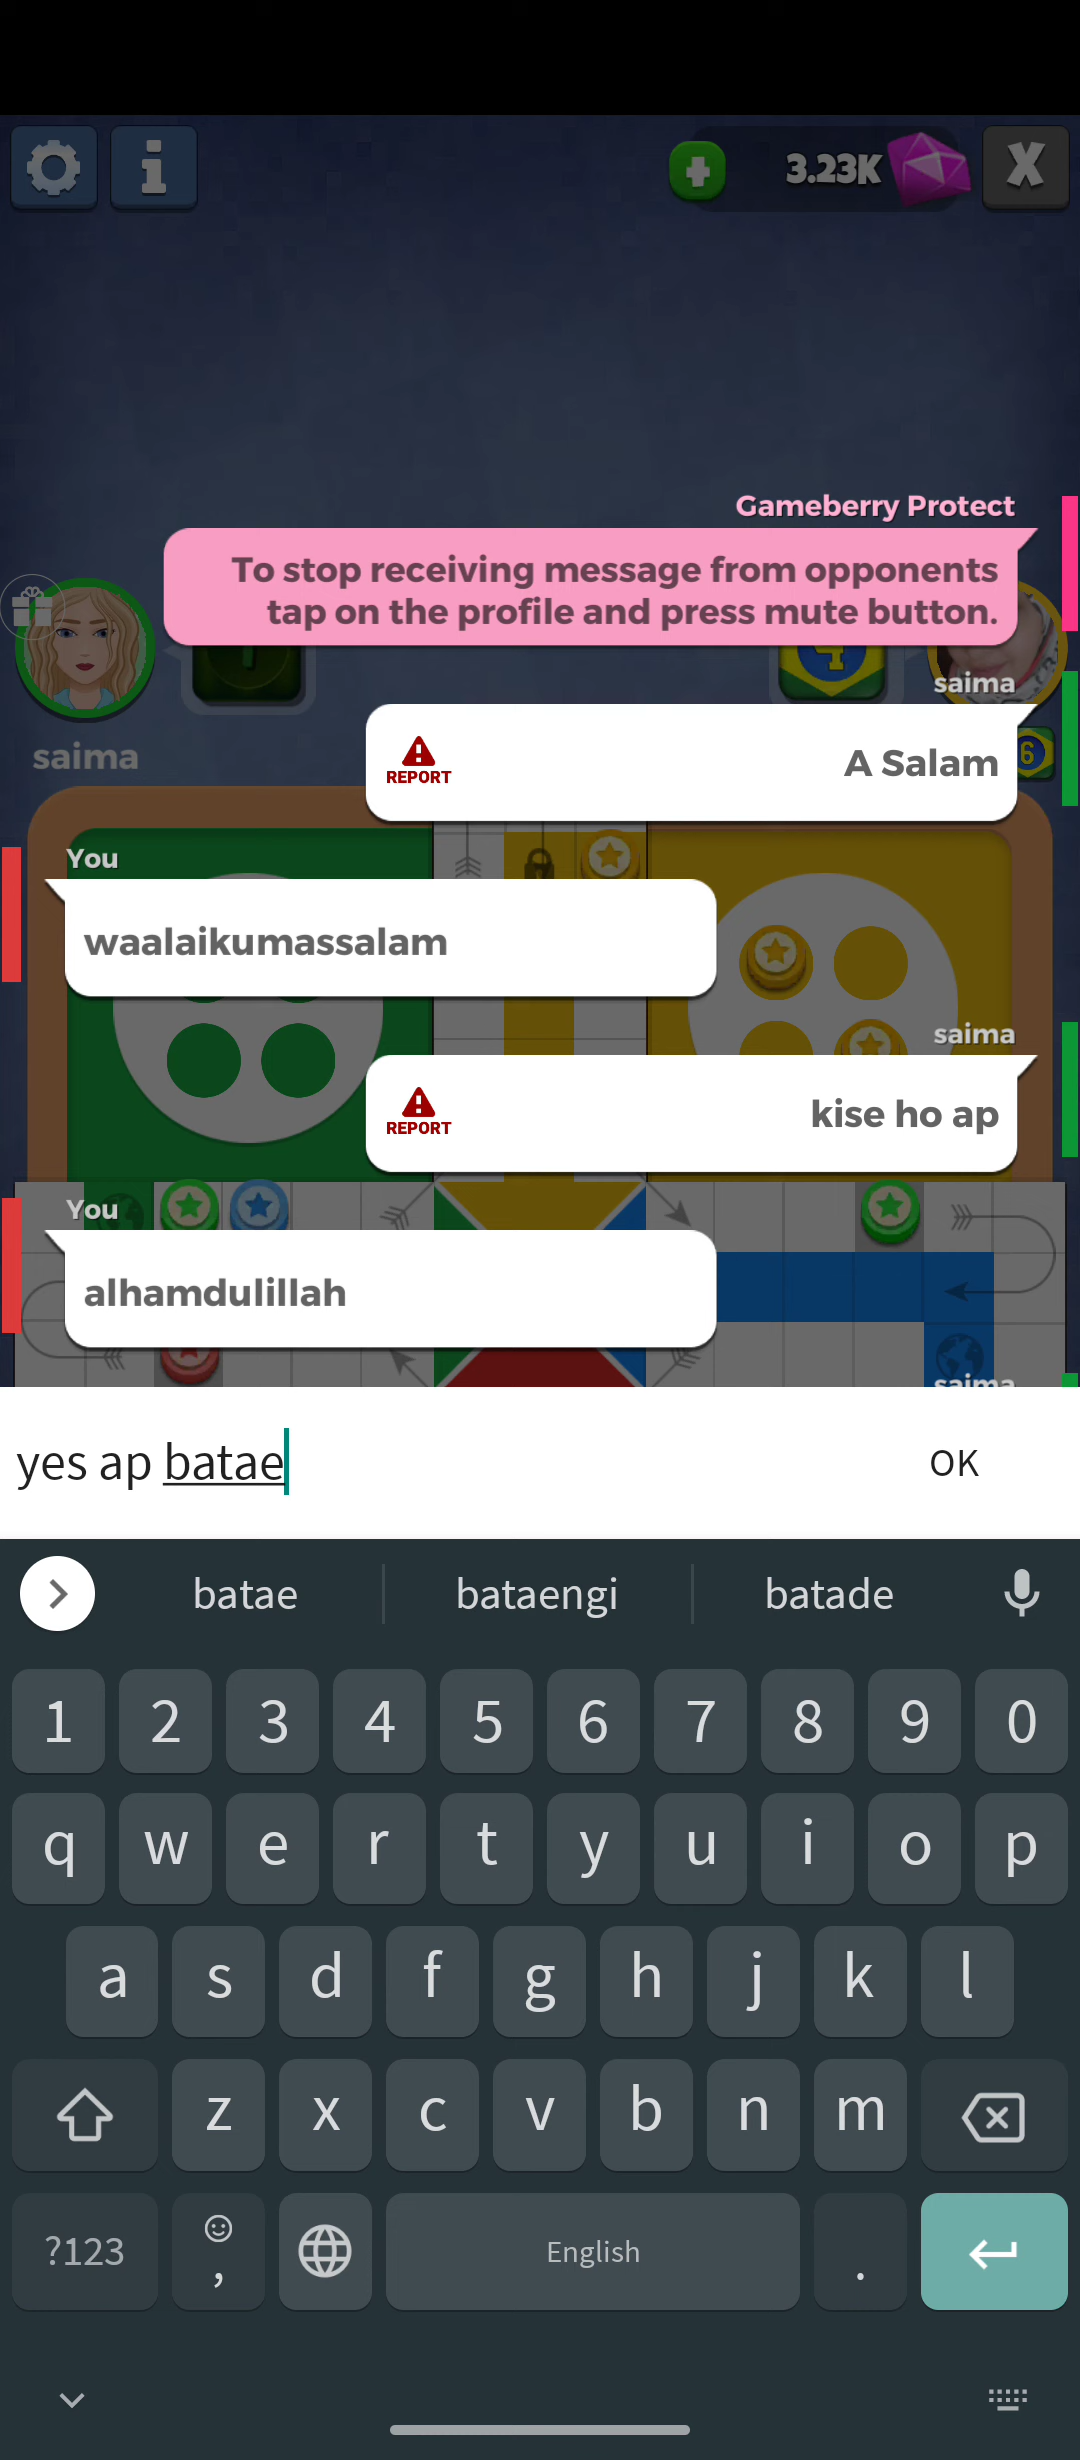 3.23K
X
Gameberry Protect
To stop receiving message from opponents
tap on the profile and press mute button.
saima
saima
REPORT
A Salam
6
You
waalaikumassalam
saima
REPORT
kise ho ap
You
alhamdulillah
saima
yes ap batae
OK
batae bataengi batade
1 2 3 4 5 6 7 8 9 0
q w e r t y u i o p
a s d f g h j k l
z x c v b n m
?123 , English .